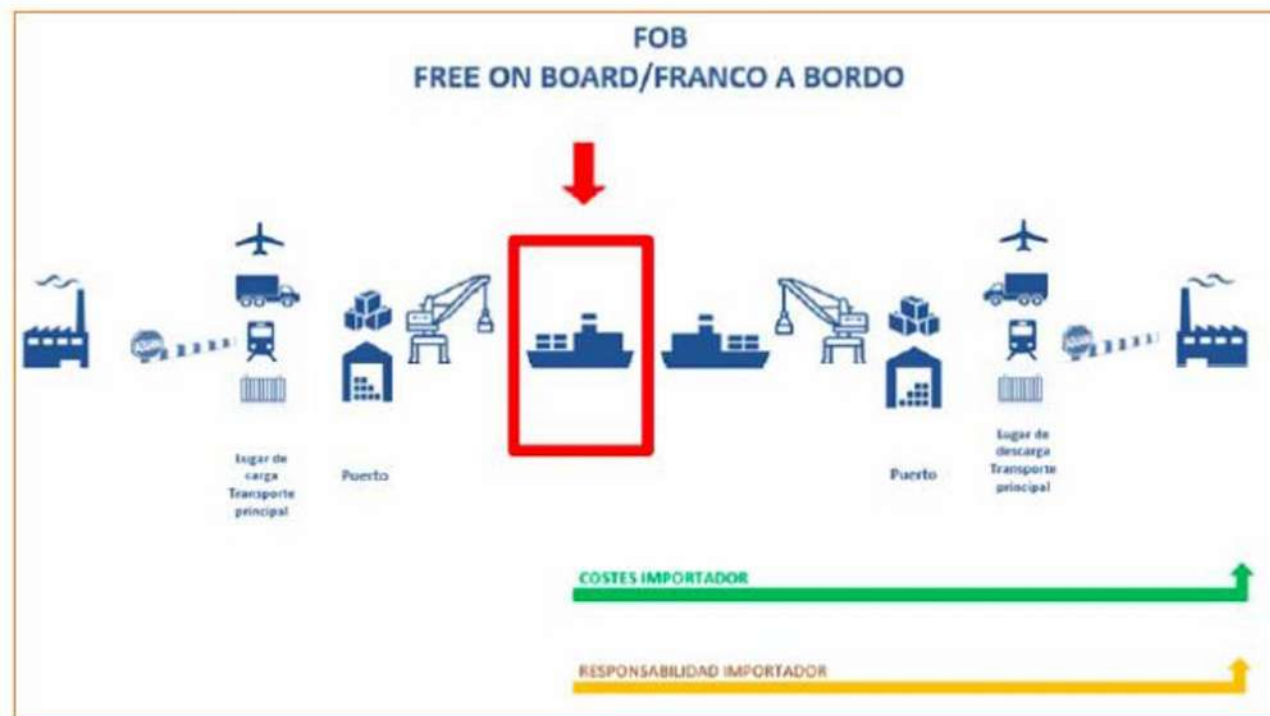 FOB
FREE ON BOARD/FRANCO A BORDO
Lugar de
carga
Transporte
principal
Puerto
Puerto
Lugar de
descarga
Transporte
principal
COSTES IMPORTADOR
RESPONSABILIDAD IMPORTADOR